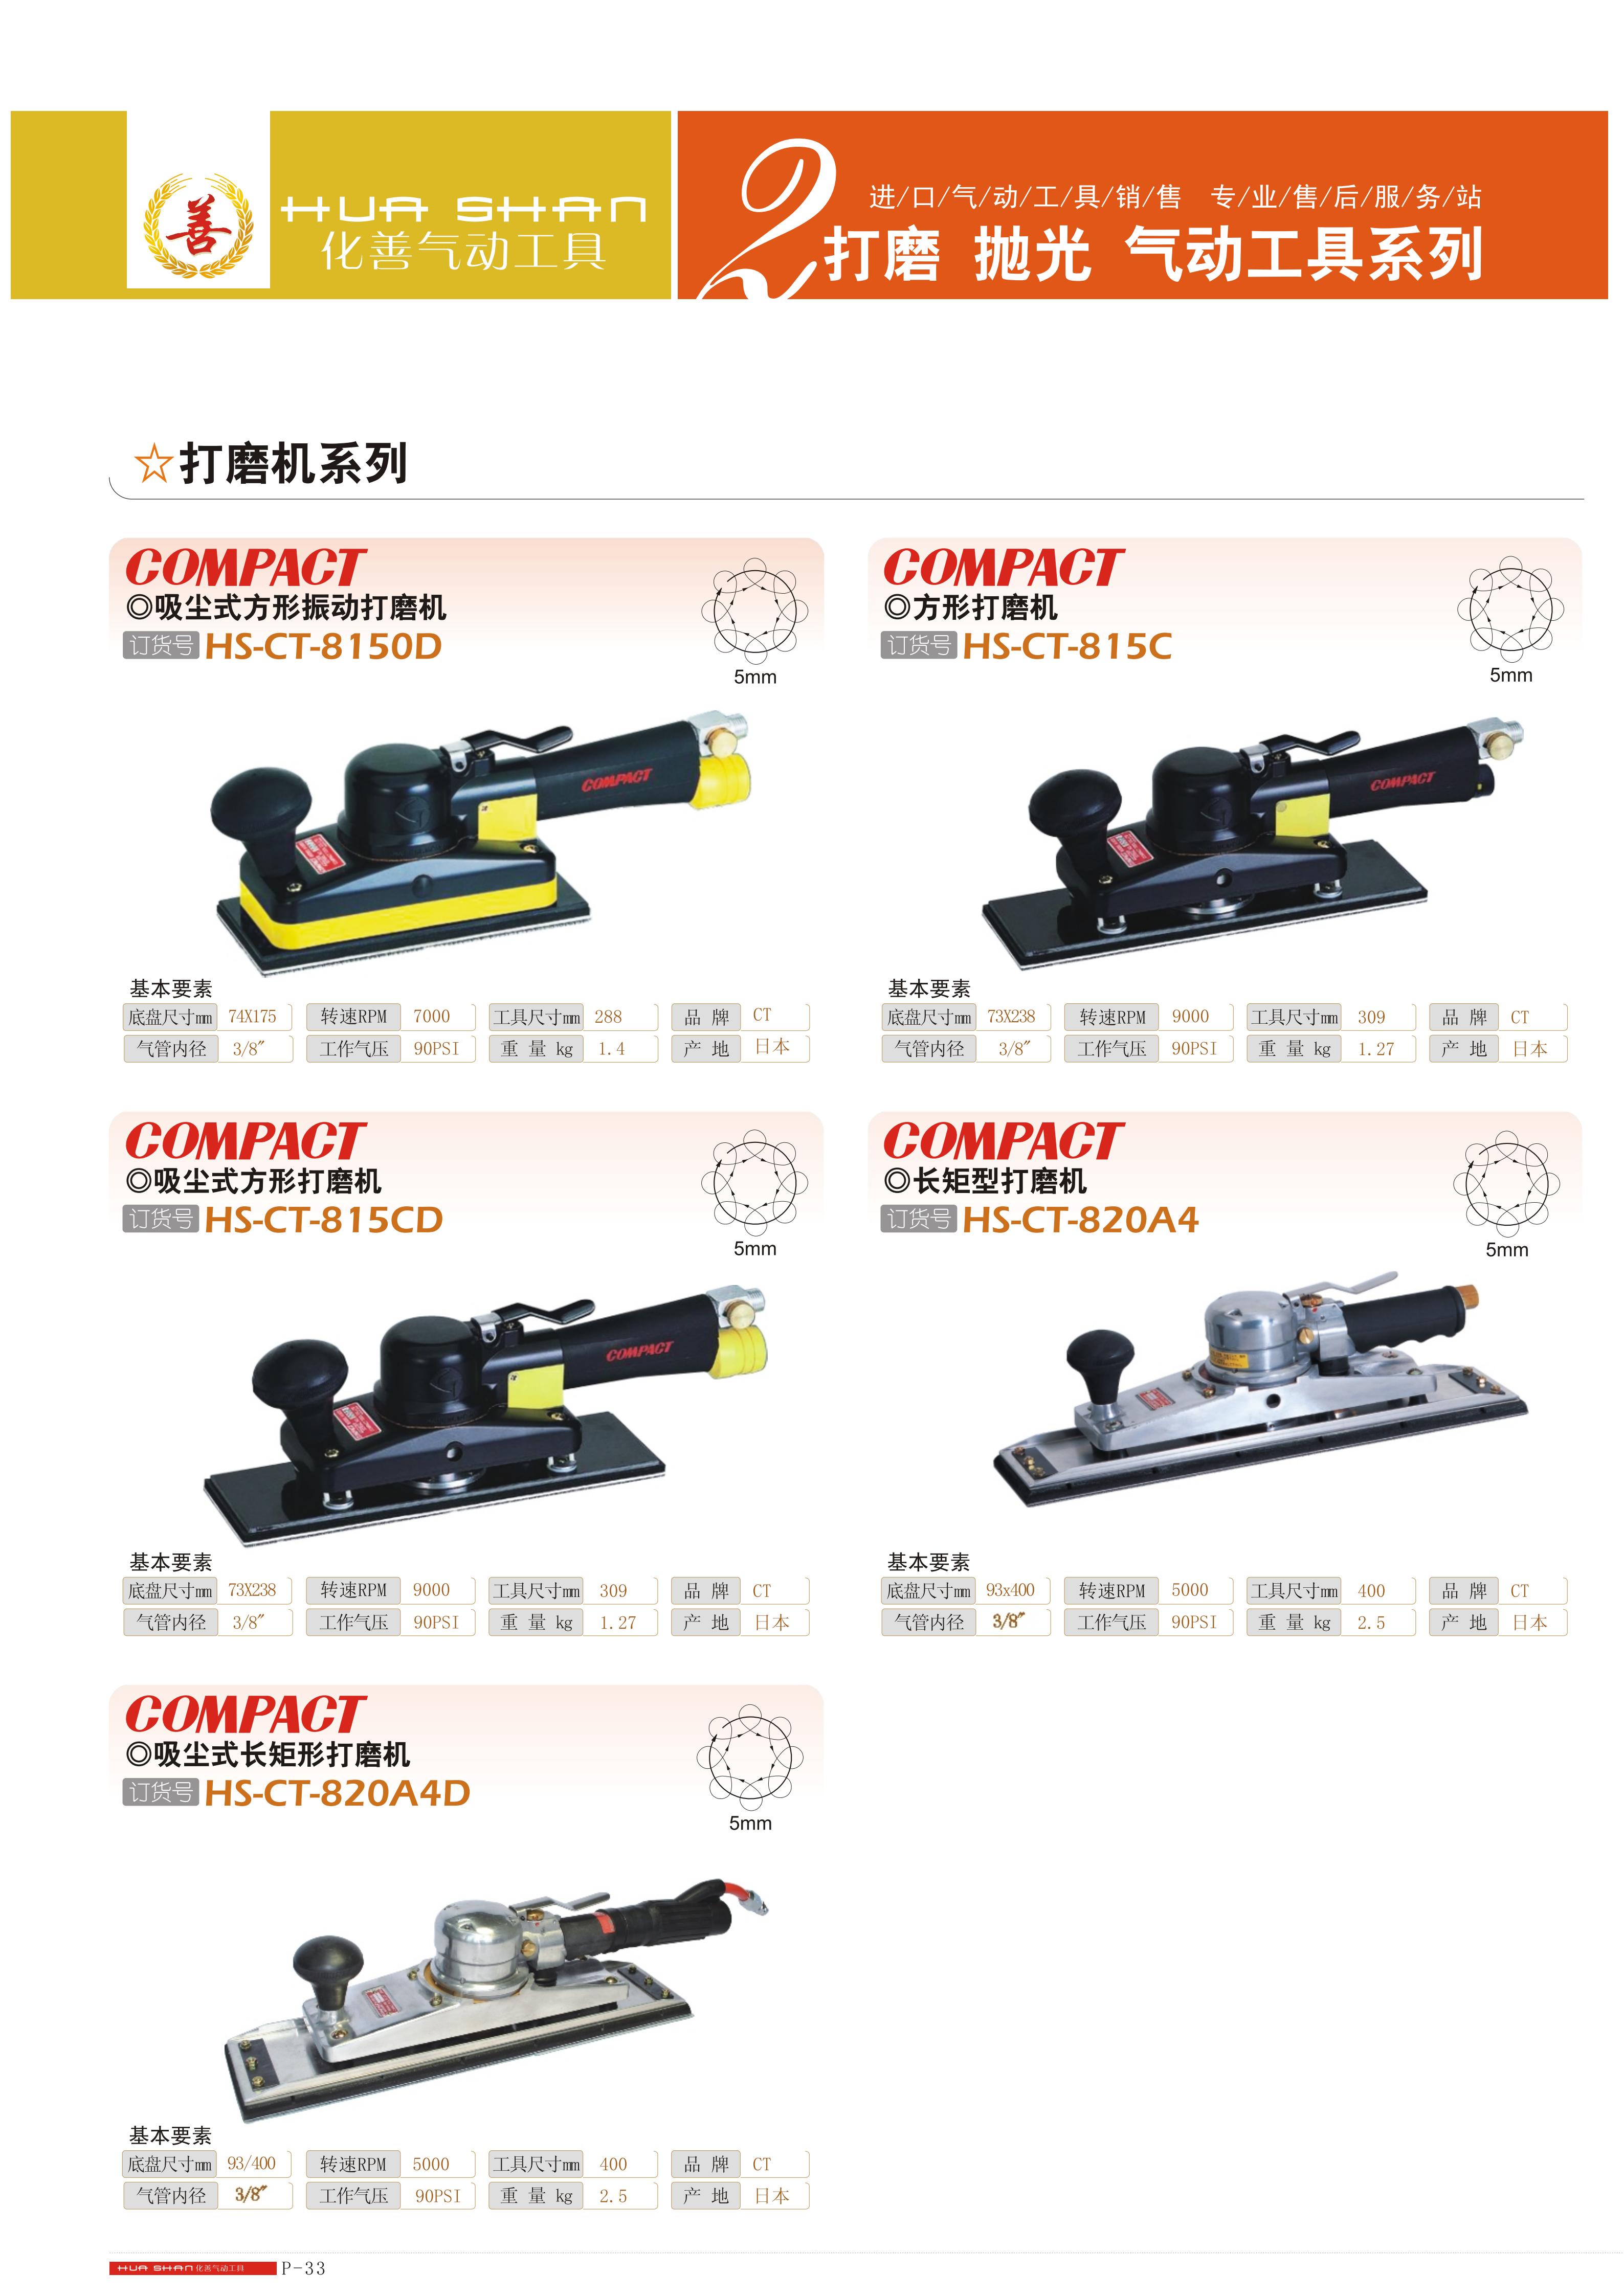 HUA SHAN
化善气动工具
善
2
进/口/气/动/工/具/销/售 专/业/售/后/服/务/站
打磨 抛光 气动工具系列
☆打磨机系列
COMPACT
◎吸尘式方形振动打磨机
订货号 HS-CT-8150D
5mm
COMPACT
基本要素
底盘尺寸mm 74X175 转速RPM 7000 工具尺寸mm 288 品 牌 CT
气管内径 3/8″ 工作气压 90PSI 重 量 kg 1.4 产 地 日本
COMPACT
◎方形打磨机
订货号 HS-CT-815C
5mm
COMPACT
基本要素
底盘尺寸mm 73X238 转速RPM 9000 工具尺寸mm 309 品 牌 CT
气管内径 3/8″ 工作气压 90PSI 重 量 kg 1.27 产 地 日本
COMPACT
◎吸尘式方形打磨机
订货号 HS-CT-815CD
5mm
COMPACT
基本要素
底盘尺寸mm 73X238 转速RPM 9000 工具尺寸mm 309 品 牌 CT
气管内径 3/8″ 工作气压 90PSI 重 量 kg 1.27 产 地 日本
COMPACT
◎长矩型打磨机
订货号 HS-CT-820A4
5mm
基本要素
底盘尺寸mm 93x400 转速RPM 5000 工具尺寸mm 400 品 牌 CT
气管内径 3/8″ 工作气压 90PSI 重 量 kg 2.5 产 地 日本
COMPACT
◎吸尘式长矩形打磨机
订货号 HS-CT-820A4D
5mm
基本要素
底盘尺寸mm 93/400 转速RPM 5000 工具尺寸mm 400 品 牌 CT
气管内径 3/8″ 工作气压 90PSI 重 量 kg 2.5 产 地 日本
HUA SHAN 化善气动工具 P-33